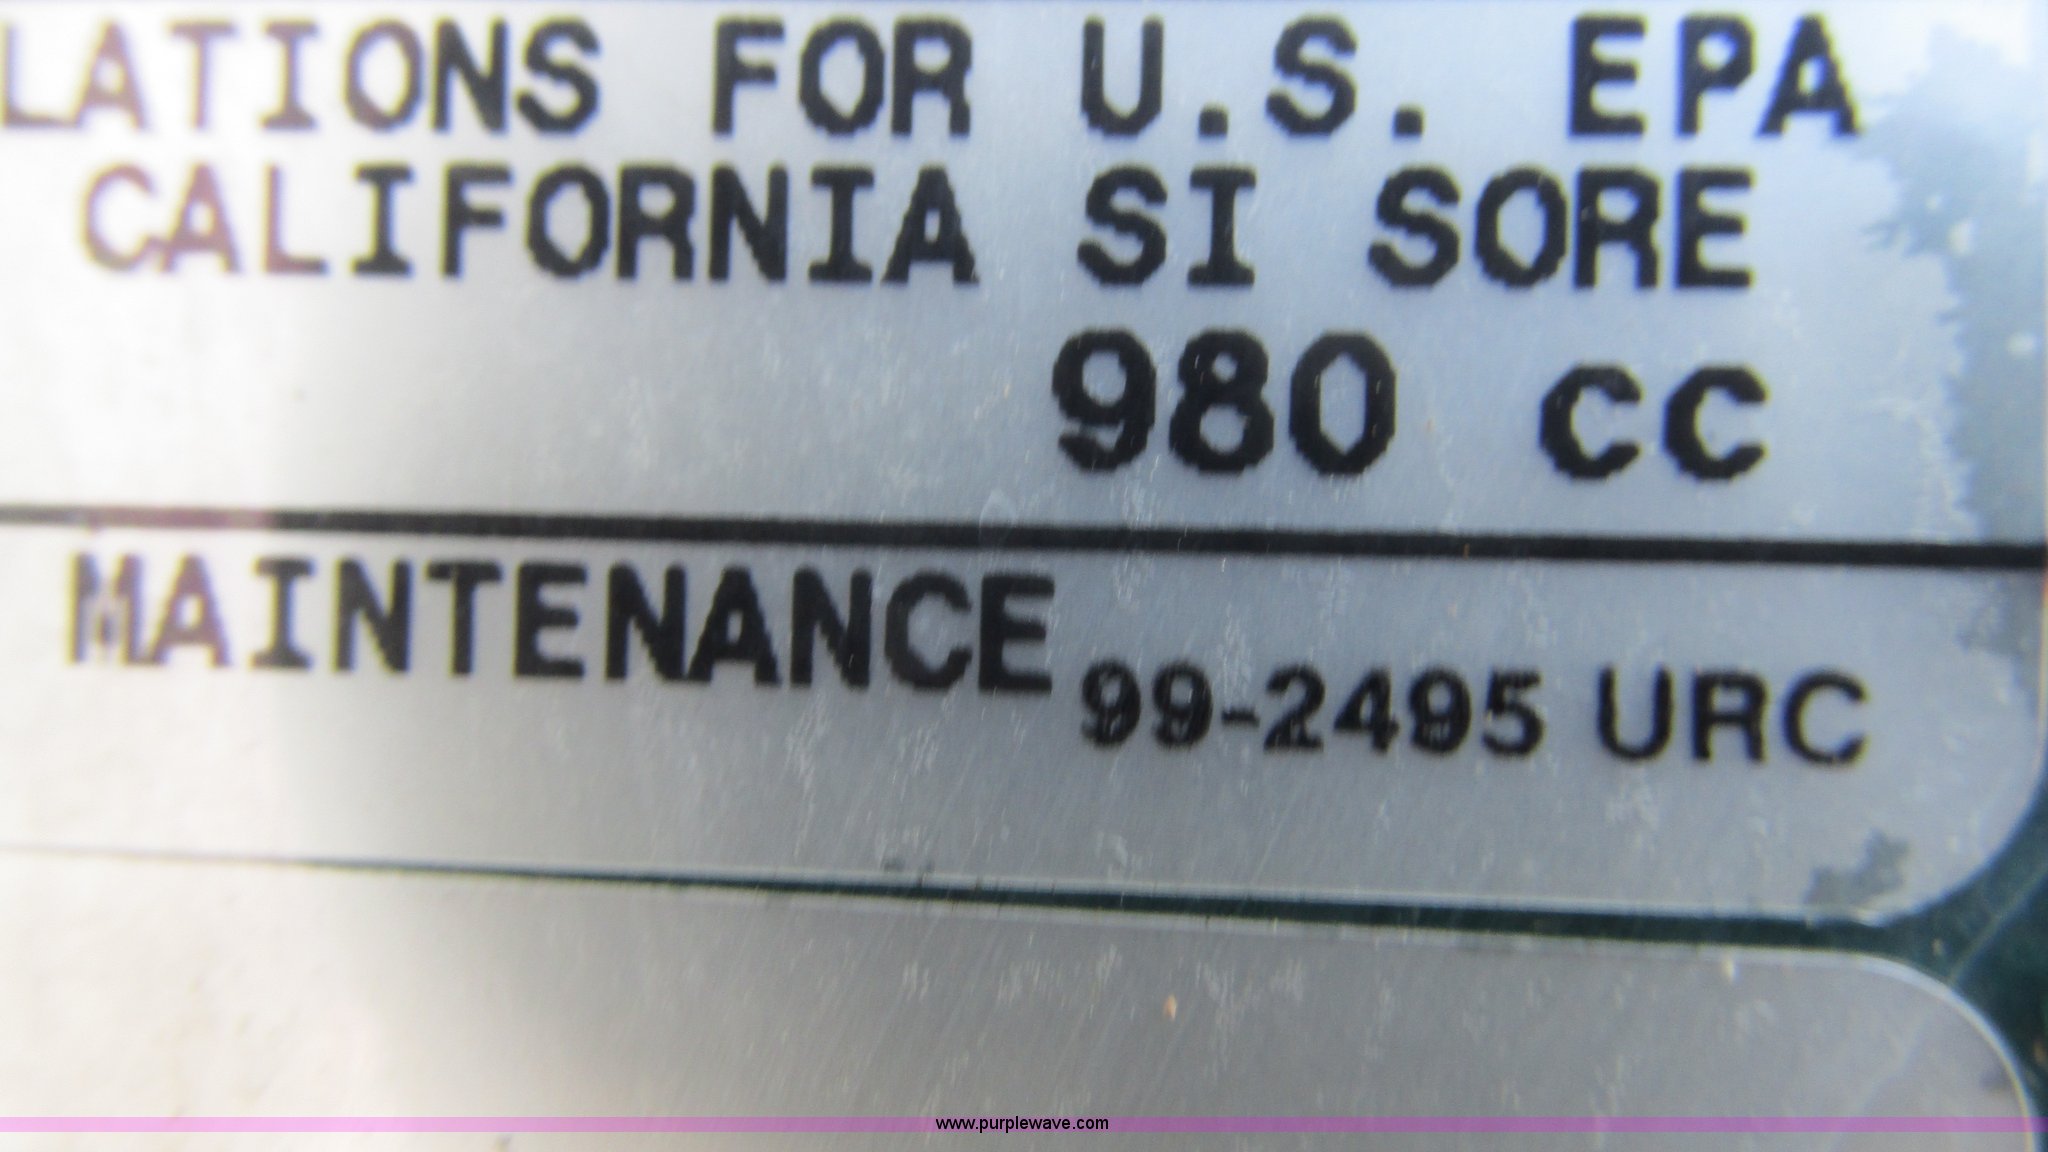 LATIONS FOR U.S. EPA
CALIFORNIA SI SORE
980 cc
MAINTENANCE 99-2495 URC
www.purplewave.com